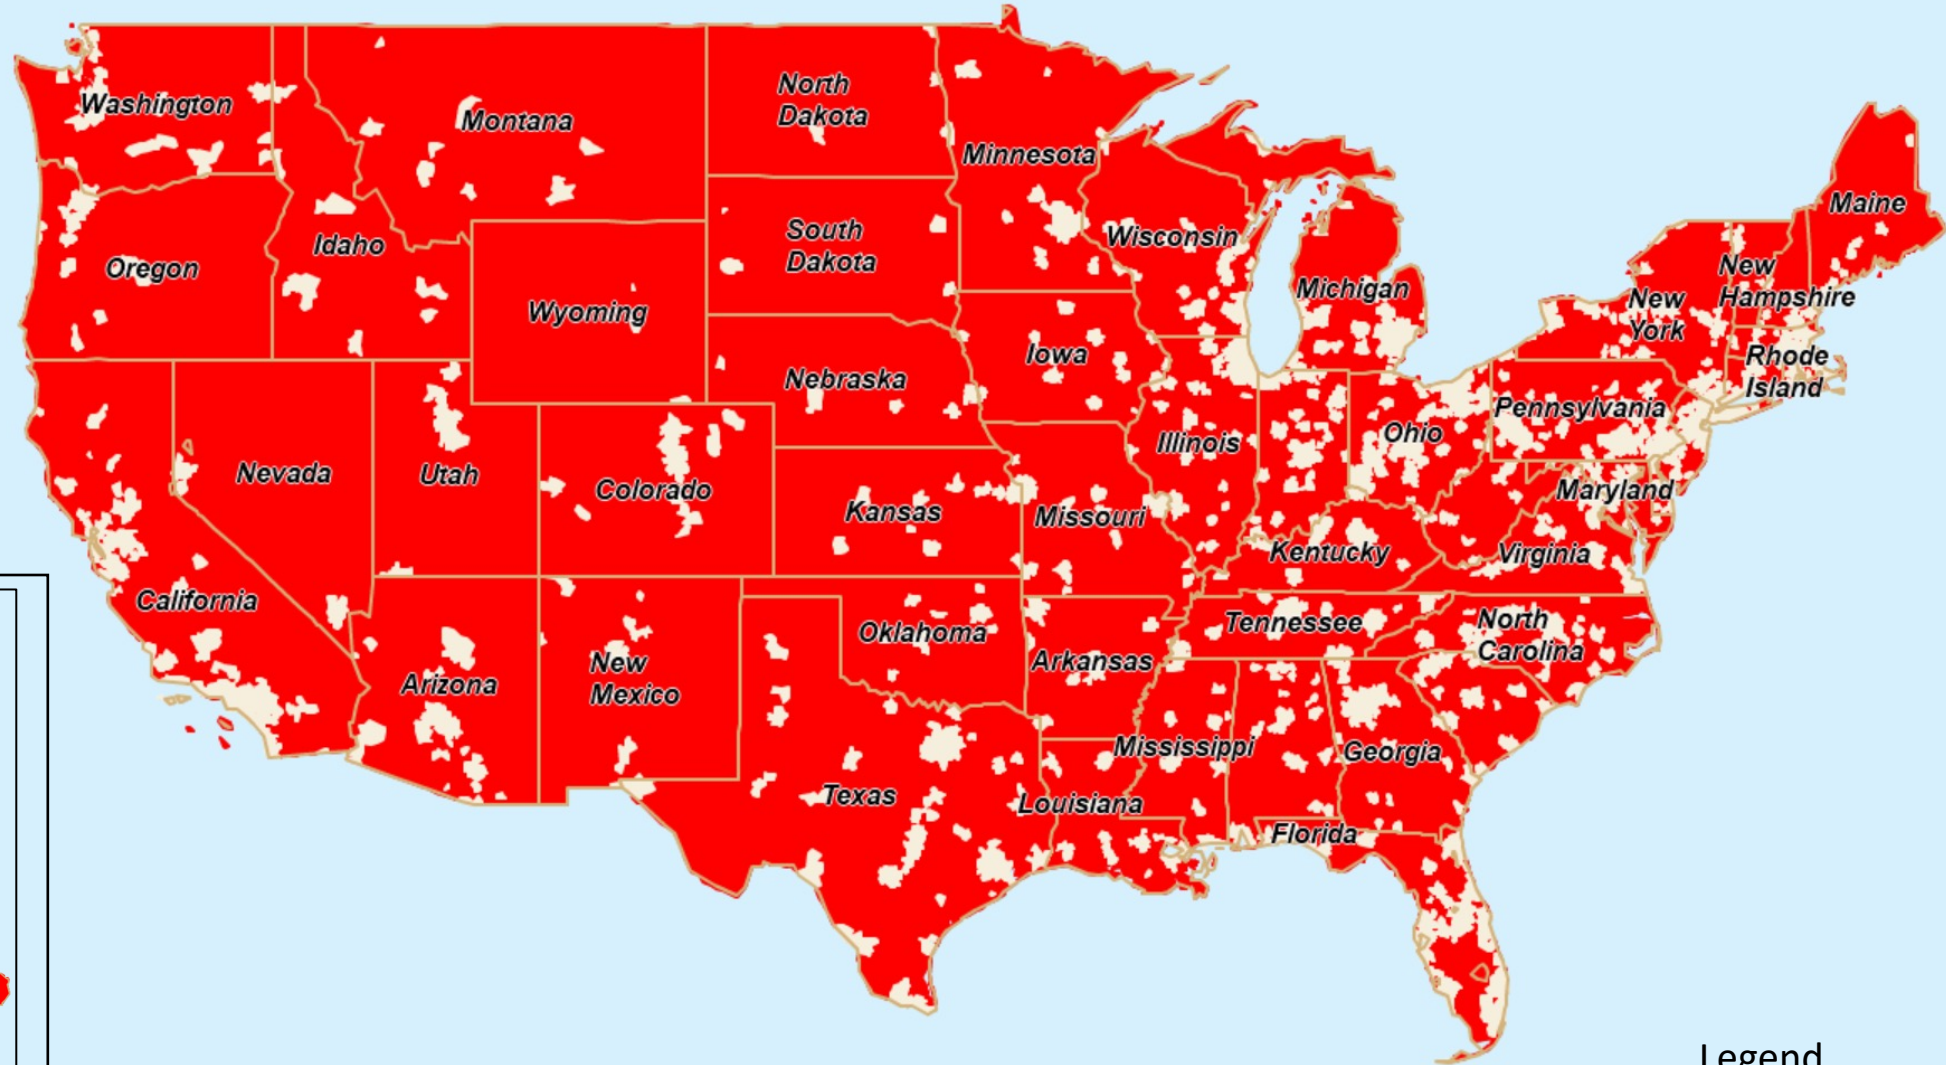 Washington
Montana
North
Dakota
Minnesota
Maine
Oregon
Idaho
South
Dakota
Wisconsin
Michigan
New
Hampshire
New
York
Wyoming
Iowa
Rhode
Island
Nebraska
Pennsylvania
Illinois
Ohio
Nevada
Utah
Colorado
Maryland
Kansas
Missouri
Kentucky
Virginia
California
Tennessee
North
Carolina
Oklahoma
Arkansas
New
Mexico
Arizona
Mississippi
Georgia
Texas
Louisiana
Florida
Legend